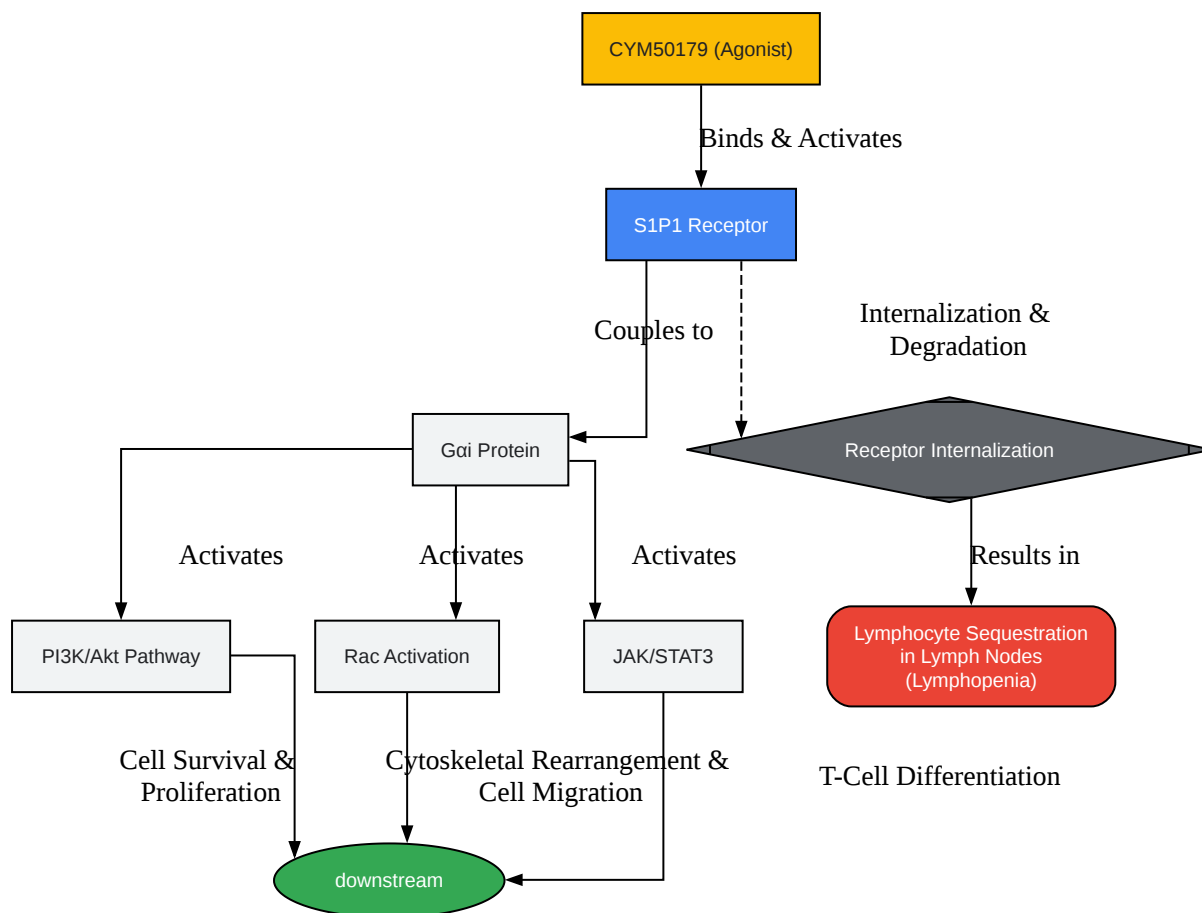 CYM50179 (Agonist)
Binds & Activates
S1P1 Receptor
Couples to
Internalization &
Degradation
Gαi Protein
Receptor Internalization
Activates
Activates
Activates
Results in
PI3K/Akt Pathway
Rac Activation
JAK/STAT3
Lymphocyte Sequestration
in Lymph Nodes
(Lymphopenia)
Cell Survival &
Proliferation
Cytoskeletal Rearrangement &
Cell Migration
T-Cell Differentiation
downstream